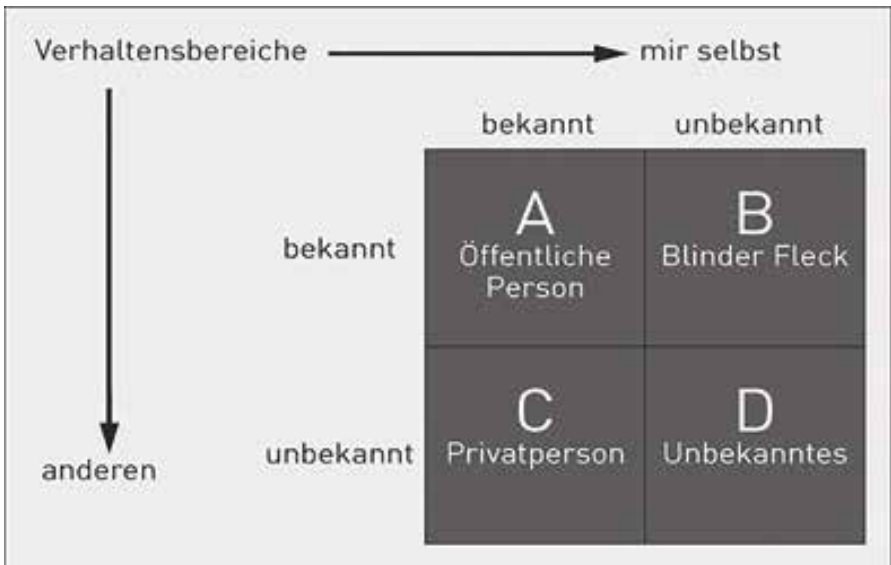 Verhaltensbereiche
mir selbst
bekannt
unbekannt
bekannt
A
Öffentliche
Person
B
Blinder Fleck
unbekannt
C
Privatperson
D
Unbekanntes
anderen